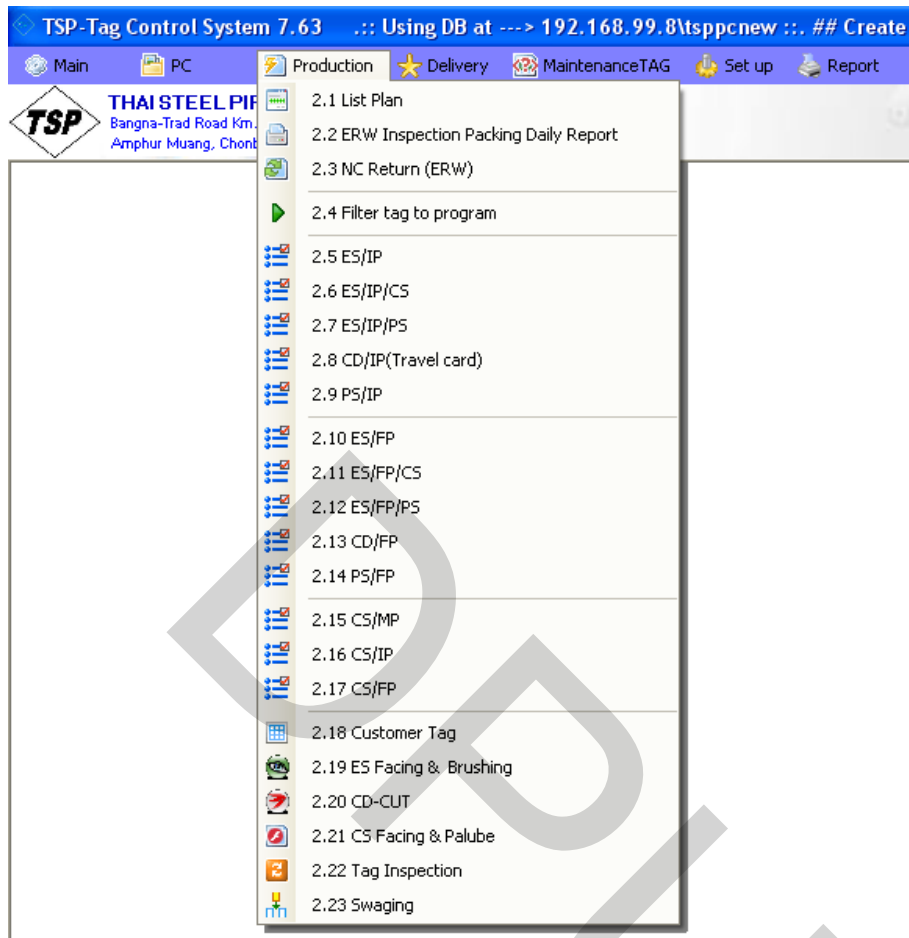 TSP-Tag Control System 7.63 .:: Using DB at ---> 192.168.99.8\tsppcnew ::. ## Create
Main PC Production Delivery MaintenanceTAG Set up Report
TSP
THAI STEEL PIP
Bangna-Trad Road Km.
Amphur Muang, Chonb
2.1 List Plan
2.2 ERW Inspection Packing Daily Report
2.3 NC Return (ERW)
2.4 Filter tag to program
2.5 ES/IP
2.6 ES/IP/CS
2.7 ES/IP/PS
2.8 CD/IP(Travel card)
2.9 PS/IP
2.10 ES/FP
2.11 ES/FP/CS
2.12 ES/FP/PS
2.13 CD/FP
2.14 PS/FP
2.15 CS/MP
2.16 CS/IP
2.17 CS/FP
2.18 Customer Tag
2.19 ES Facing & Brushing
2.20 CD-CUT
2.21 CS Facing & Palube
2.22 Tag Inspection
2.23 Swaging